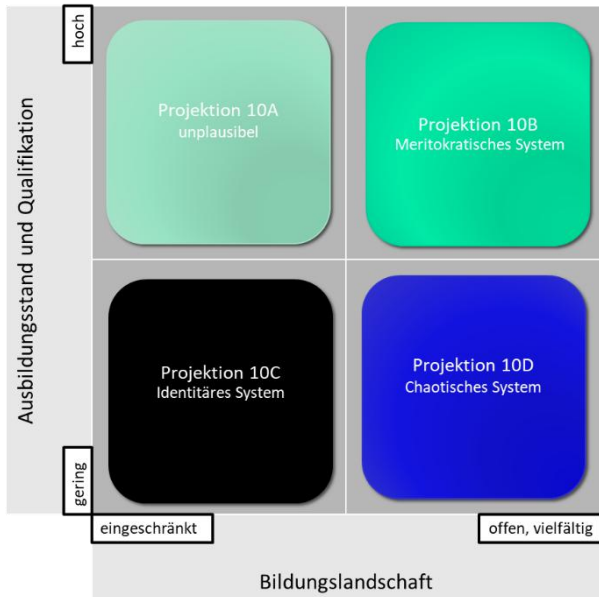 hoch
Ausbildungsstand und Qualifikation
Projektion 10A
unplausibel
Projektion 10B
Meritokratisches System
Projektion 10C
Identitäres System
Projektion 10D
Chaotisches System
gering
eingeschränkt
offen, vielfältig
Bildungslandschaft